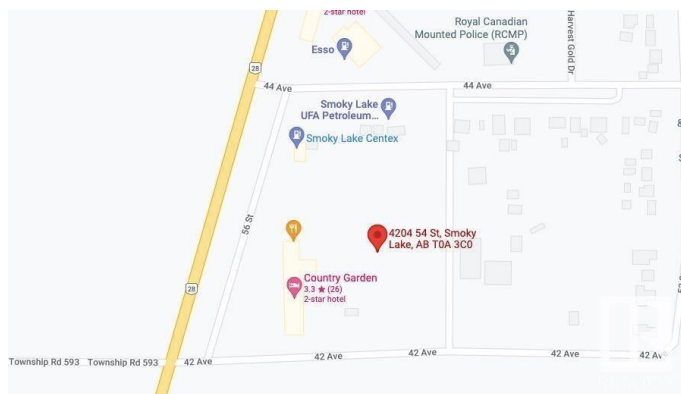 2-star hotel
Esso
Royal Canadian
Mounted Police (RCMP)
Harvest Gold Dr
28
44 Ave
44 Ave
Smoky Lake
UFA Petroleum...
Smoky Lake Centex
56 St
4204 54 St, Smoky
Lake, AB T0A 3C0
Country Garden
3.3 ★ (26)
2-star hotel
28
Township Rd 593
Township Rd 593
42 Ave
42 Ave
42 Ave
42 Ave